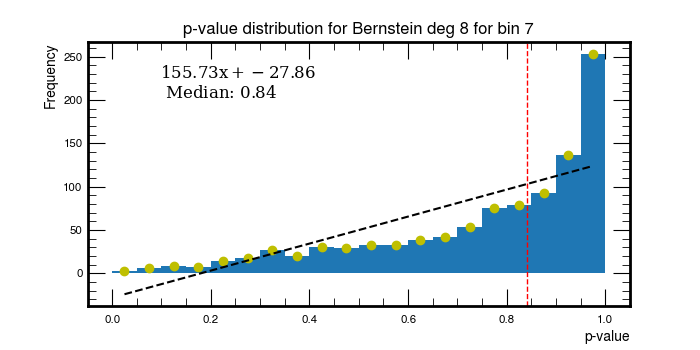 p-value distribution for Bernstein deg 8 for bin 7
Frequency
250
200
150
100
50
0
155.73x + −27.86
Median: 0.84
0.0 0.2 0.4 0.6 0.8 1.0
p-value